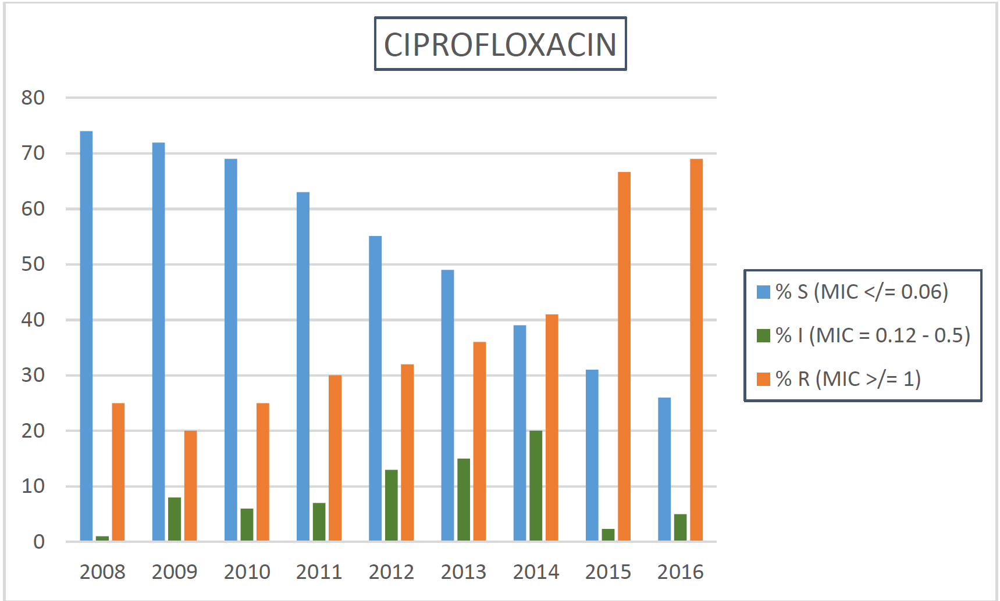 CIPROFLOXACIN
80
70
60
50
40
30
20
10
0
2008 2009 2010 2011 2012 2013 2014 2015 2016
% S (MIC </= 0.06)
% I (MIC = 0.12 - 0.5)
% R (MIC >/= 1)